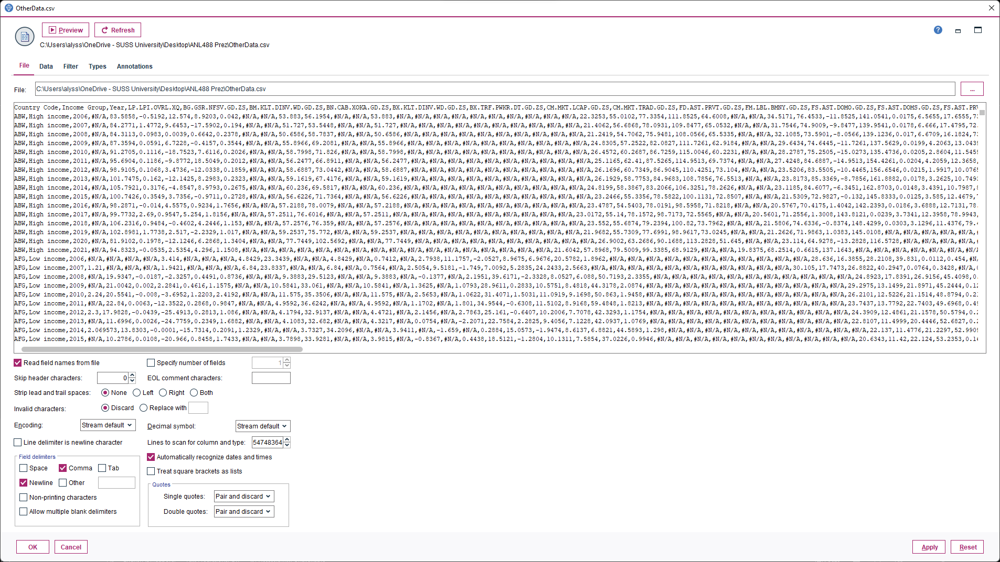 OtherData.csv
Preview
Refresh
C:\Users\alyss\OneDrive - SUSS University\Desktop\ANL488 Prez\OtherData.csv
File Data Filter Types Annotations
File: C:\Users\alyss\OneDrive - SUSS University\Desktop\ANL488 Prez\OtherData.csv ...
Country Code,Income Group,Year,LP.LPI.OVRL.XQ,BG.GSR.NFSV.GD.ZS,BM.KLT.DINV.WD.GD.ZS,BN.CAB.XOKA.GD.ZS,BX.KLT.DINV.WD.GD.ZS,BX.TRF.PWKR.DT.GD.ZS,CM.MKT.LCAP.GD.ZS,CM.MKT.TRAD.GD.ZS,FD.AST.PRVT.GD.ZS,FM.LBL.BMNY.GD.ZS,FS.AST.DOMO.GD.ZS,FS.AST.DOMS.GD.ZS,FS.AST.PRV
ABW,High income,2006,#N/A,83.5858,-0.5192,12.574,8.9203,0.042,#N/A,#N/A,53.883,56.1954,#N/A,#N/A,53.883,#N/A,#N/A,#N/A,#N/A,#N/A,22.3253,55.0102,77.3354,111.8525,64.6008,#N/A,#N/A,34.5171,76.4533,-11.8525,141.0541,0.0175,6.5655,17.6555,73
ABW,High income,2007,#N/A,84.2771,1.4772,9.6453,-17.5902,0.194,#N/A,#N/A,51.727,53.5448,#N/A,#N/A,51.727,#N/A,#N/A,#N/A,#N/A,#N/A,21.4062,56.6868,78.0931,109.8477,65.0532,#N/A,#N/A,31.7546,74.9009,-9.8477,139.9541,0.0178,6.666,17.4795,72.
ABW,High income,2008,#N/A,84.3113,0.0983,0.0039,0.6642,0.2378,#N/A,#N/A,50.6586,58.7837,#N/A,#N/A,50.6586,#N/A,#N/A,#N/A,#N/A,#N/A,21.2419,54.7062,75.9481,108.0566,65.5335,#N/A,#N/A,32.1085,73.5901,-8.0566,139.1236,0.017,6.6709,16.1824,73
ABW,High income,2009,#N/A,87.3594,0.0591,6.7228,-0.4157,0.3544,#N/A,#N/A,55.8966,69.2081,#N/A,#N/A,55.8966,#N/A,#N/A,#N/A,#N/A,#N/A,24.8305,57.2522,82.0827,111.7261,62.9184,#N/A,#N/A,29.6434,74.6445,-11.7261,137.5629,0.0199,4.2063,13.0439
ABW,High income,2010,#N/A,91.2705,0.1116,-18.7523,7.6116,0.2026,#N/A,#N/A,58.7998,71.826,#N/A,#N/A,58.7998,#N/A,#N/A,#N/A,#N/A,#N/A,26.4572,60.2687,86.7259,115.0046,60.2231,#N/A,#N/A,28.2787,75.2505,-15.0273,135.4736,0.0205,2.8604,11.5459
ABW,High income,2011,#N/A,95.6904,0.1186,-9.8772,18.5049,0.2012,#N/A,#N/A,56.2477,66.8911,#N/A,#N/A,56.2477,#N/A,#N/A,#N/A,#N/A,#N/A,25.1165,62.41,87.5265,114.9513,69.7374,#N/A,#N/A,27.4248,84.6887,-14.9513,154.4261,0.0204,4.2059,12.3658,
ABW,High income,2012,#N/A,98.9105,0.1068,3.4736,-12.0338,0.1859,#N/A,#N/A,58.6887,73.0442,#N/A,#N/A,58.6887,#N/A,#N/A,#N/A,#N/A,#N/A,26.1696,60.7349,86.9045,110.4251,73.104,#N/A,#N/A,23.5206,83.5505,-10.4465,156.6546,0.0215,1.9917,10.0765
ABW,High income,2013,#N/A,101.7475,0.162,-12.1425,8.2983,0.2323,#N/A,#N/A,59.1619,67.4176,#N/A,#N/A,59.1619,#N/A,#N/A,#N/A,#N/A,#N/A,26.1929,58.7753,84.9683,108.7856,76.5513,#N/A,#N/A,23.8173,85.3369,-8.7856,161.8882,0.0178,3.2625,10.7493
ABW,High income,2014,#N/A,105.7921,0.3176,-4.8547,8.9793,0.2675,#N/A,#N/A,60.236,69.5817,#N/A,#N/A,60.236,#N/A,#N/A,#N/A,#N/A,#N/A,24.8199,58.3867,83.2066,106.3251,78.2626,#N/A,#N/A,23.1185,84.6077,-6.3451,162.8703,0.0148,3.4391,10.7987,8
ABW,High income,2015,#N/A,100.7426,0.3549,3.7356,-0.9711,0.2728,#N/A,#N/A,56.6226,71.7364,#N/A,#N/A,56.6226,#N/A,#N/A,#N/A,#N/A,#N/A,23.2466,55.3356,78.5822,100.1131,72.8507,#N/A,#N/A,21.5309,72.9827,-0.132,145.8333,0.0125,3.585,12.4679,7
ABW,High income,2016,#N/A,98.2871,-0.014,4.5575,0.9234,1.7656,#N/A,#N/A,57.2188,78.0079,#N/A,#N/A,57.2188,#N/A,#N/A,#N/A,#N/A,#N/A,23.4787,54.5403,78.0191,98.5958,71.8218,#N/A,#N/A,20.5767,70.4175,1.4042,142.2393,0.0186,3.6888,12.7131,78.
ABW,High income,2017,#N/A,99.7732,2.69,0.9547,5.254,1.8156,#N/A,#N/A,57.2511,76.6016,#N/A,#N/A,57.2511,#N/A,#N/A,#N/A,#N/A,#N/A,23.0172,55.14,78.1572,98.7173,72.5565,#N/A,#N/A,20.5601,71.2556,1.3008,143.8121,0.0239,3.7341,12.3958,78.9943,
ABW,High income,2018,#N/A,106.2316,0.9484,-0.4602,4.2446,1.153,#N/A,#N/A,57.2576,76.359,#N/A,#N/A,57.2576,#N/A,#N/A,#N/A,#N/A,#N/A,23.552,55.6874,79.2394,100.82,73.7962,#N/A,#N/A,21.5806,74.6336,-0.8374,148.4299,0.0303,3.1296,11.4376,79.4
ABW,High income,2019,#N/A,102.8981,1.7738,2.517,-2.2329,1.017,#N/A,#N/A,59.2537,75.772,#N/A,#N/A,59.2537,#N/A,#N/A,#N/A,#N/A,#N/A,21.9682,55.7309,77.6991,98.9617,73.0245,#N/A,#N/A,21.2626,71.9863,1.0383,145.0108,#N/A,#N/A,#N/A,#N/A,#
ABW,High income,2020,#N/A,81.9102,0.1978,-12.1246,6.2868,1.3404,#N/A,#N/A,77.7449,102.5692,#N/A,#N/A,77.7449,#N/A,#N/A,#N/A,#N/A,#N/A,26.9002,63.2686,90.1688,113.2828,51.645,#N/A,#N/A,23.114,64.9278,-13.2828,116.5728,#N/A,#N/A,#N/A,#N/A,#
ABW,High income,2021,#N/A,94.8323,-0.0535,2.5354,4.296,1.1508,#N/A,#N/A,#N/A,#N/A,#N/A,#N/A,#N/A,#N/A,#N/A,#N/A,#N/A,#N/A,21.6042,57.8968,79.5009,99.3385,68.9129,#N/A,#N/A,19.8375,68.2514,0.6615,137.1643,#N/A,#N/A,#N/A,#N/A,#N/A,
AFG,Low income,2006,#N/A,#N/A,#N/A,#N/A,3.414,#N/A,#N/A,#N/A,4.8429,23.3439,#N/A,#N/A,4.8429,#N/A,0.7412,#N/A,2.7938,11.1757,-2.0527,8.9675,6.9676,20.5782,1.8962,#N/A,#N/A,#N/A,#N/A,#N/A,#N/A,#N/A,#N/A,28.636,16.3855,28.2108,39.831,0.0112,0.454,#N/
AFG,Low income,2007,1.21,#N/A,#N/A,#N/A,1.9421,#N/A,#N/A,#N/A,6.84,23.8337,#N/A,#N/A,6.84,#N/A,0.7564,#N/A,2.5054,9.5181,-1.749,7.0092,5.2835,24.2433,2.5663,#N/A,#N/A,#N/A,#N/A,#N/A,#N/A,#N/A,#N/A,30.105,17.7473,26.8822,40.2947,0.0764,0.3428,#N/A,0
AFG,Low income,2008,#N/A,19.9347,-0.0187,-2.3257,0.4491,0.8736,#N/A,#N/A,9.3883,29.5123,#N/A,#N/A,9.3883,#N/A,-0.1377,#N/A,2.1951,39.6171,-2.3328,8.0527,6.088,50.7193,2.3355,#N/A,#N/A,#N/A,#N/A,#N/A,#N/A,#N/A,#N/A,24.8923,17.8391,26.9156,45.4098,0.
AFG,Low income,2009,#N/A,21.0042,0.002,2.2841,0.4616,1.1575,#N/A,#N/A,10.5841,33.061,#N/A,#N/A,10.5841,#N/A,1.3625,#N/A,1.0793,28.9611,0.2833,10.5751,8.4818,44.3178,2.0874,#N/A,#N/A,#N/A,#N/A,#N/A,#N/A,#N/A,#N/A,29.2975,13.1499,21.8971,45.2444,0.12
AFG,Low income,2010,2.24,20.5541,-0.008,-3.6952,1.2203,2.4192,#N/A,#N/A,11.575,35.3506,#N/A,#N/A,11.575,#N/A,2.5653,#N/A,1.0622,31.4071,1.5031,11.0919,9.1698,50.863,1.9458,#N/A,#N/A,#N/A,#N/A,#N/A,#N/A,#N/A,#N/A,26.2101,12.5226,21.1514,48.8794,0.21
AFG,Low income,2011,#N/A,22.84,0.0063,-12.3522,0.2868,0.9847,#N/A,#N/A,4.9592,36.6242,#N/A,#N/A,4.9592,#N/A,1.1702,#N/A,1.801,34.9544,-0.6308,11.5102,8.9168,59.4848,1.8213,#N/A,#N/A,#N/A,#N/A,#N/A,#N/A,#N/A,#N/A,23.7437,13.7792,22.7403,49.6968,0.49
AFG,Low income,2012,2.3,17.9828,-0.0439,-25.4913,0.2813,1.086,#N/A,#N/A,4.1794,32.9137,#N/A,#N/A,4.4721,#N/A,2.1456,#N/A,2.7863,25.161,-0.6407,10.2006,7.7078,42.3293,1.1754,#N/A,#N/A,#N/A,#N/A,#N/A,#N/A,#N/A,#N/A,24.3909,12.4861,21.1578,50.5794,0.2
AFG,Low income,2013,#N/A,11.6996,0.0026,-24.7759,0.2349,1.6882,#N/A,#N/A,4.1083,32.682,#N/A,#N/A,4.3217,#N/A,0.0754,#N/A,-2.2071,22.7584,2.2825,9.4056,7.1228,42.0937,1.0769,#N/A,#N/A,#N/A,#N/A,#N/A,#N/A,#N/A,#N/A,22.8107,11.4999,20.4446,52.6827,0.2
AFG,Low income,2014,2.069573,13.8303,-0.0001,-15.7314,0.2091,1.2329,#N/A,#N/A,3.7327,34.2096,#N/A,#N/A,3.9411,#N/A,-1.659,#N/A,0.2884,15.0573,-1.9474,8.6137,6.8821,44.5893,1.298,#N/A,#N/A,#N/A,#N/A,#N/A,#N/A,#N/A,#N/A,22.137,11.4776,21.2297,52.9909
AFG,Low income,2015,#N/A,10.2786,0.0108,-20.966,0.8458,1.7433,#N/A,#N/A,3.7898,33.9281,#N/A,#N/A,3.9815,#N/A,-0.8367,#N/A,0.4438,18.5121,-1.2804,10.1311,7.5854,37.0226,0.9946,#N/A,#N/A,#N/A,#N/A,#N/A,#N/A,#N/A,#N/A,20.6343,11.42,22.124,53.2353,0.16
Read field names from file Specify number of fields 1
Skip header characters: 0 EOL comment characters:
Strip lead and trail spaces: None Left Right Both
Invalid characters: Discard Replace with
Encoding: Stream default Decimal symbol: Stream default
Line delimiter is newline character Lines to scan for column and type: 54748364
Field delimiters Automatically recognize dates and times
Space Comma Tab Treat square brackets as lists
Newline Other Quotes
Non-printing characters Single quotes: Pair and discard
Allow multiple blank delimiters Double quotes: Pair and discard
OK Cancel Apply Reset